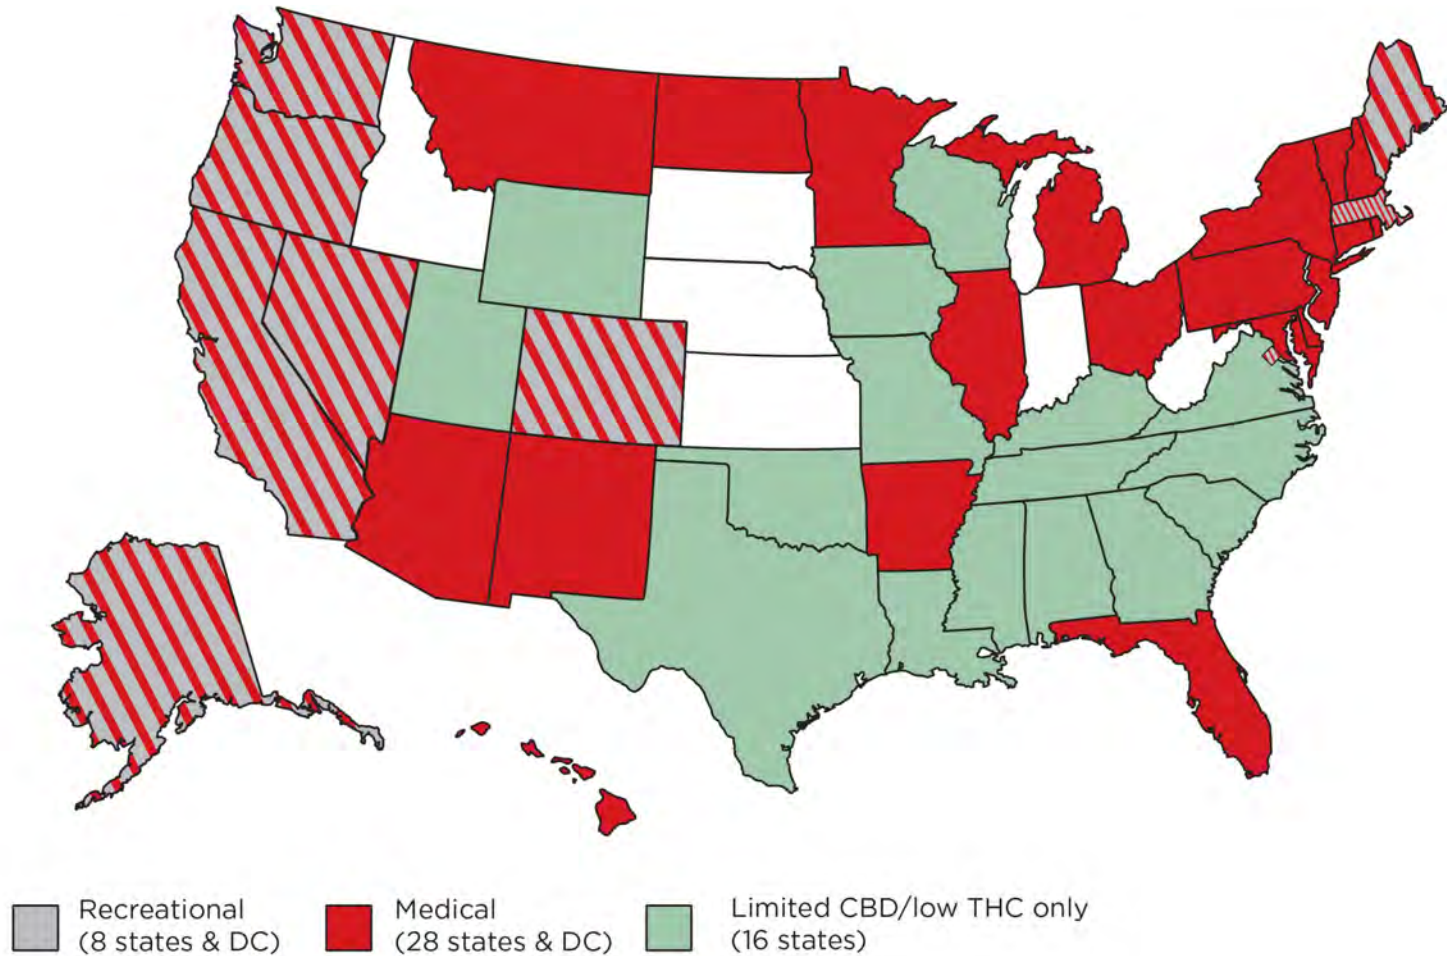 Recreational
(8 states & DC)
Medical
(28 states & DC)
Limited CBD/low THC only
(16 states)